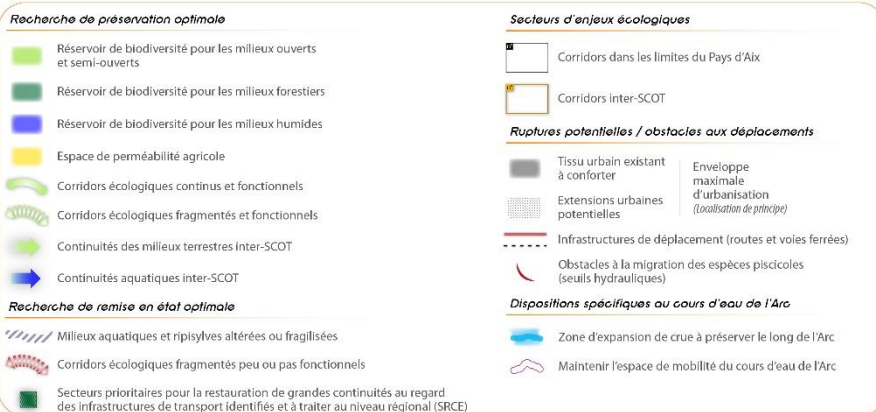 Recherche de préservation optimale
Réservoir de biodiversité pour les milieux ouverts
et semi-ouverts
Réservoir de biodiversité pour les milieux forestiers
Réservoir de biodiversité pour les milieux humides
Espace de perméabilité agricole
Corridors écologiques continus et fonctionnels
Corridors écologiques fragmentés et fonctionnels
Continuités des milieux terrestres inter-SCOT
Continuités aquatiques inter-SCOT
Recherche de remise en état optimale
Milieux aquatiques et ripisylves altérées ou fragilisées
Corridors écologiques fragmentés peu ou pas fonctionnels
Secteurs prioritaires pour la restauration de grandes continuités au regard
des infrastructures de transport identifiés et à traiter au niveau régional (SRCE)
Secteurs d'enjeux écologiques
n°
Corridors dans les limites du Pays d'Aix
n°
Corridors inter-SCOT
Ruptures potentielles / obstacles aux déplacements
Tissu urbain existant
à conforter
Extensions urbaines
potentielles
Enveloppe
maximale
d'urbanisation
(Localisation de principe)
Infrastructures de déplacement (routes et voies ferrées)
Obstacles à la migration des espèces piscicoles
(seuils hydrauliques)
Dispositions spécifiques au cours d'eau de l'Arc
Zone d'expansion de crue à préserver le long de l'Arc
Maintenir l'espace de mobilité du cours d'eau de l'Arc